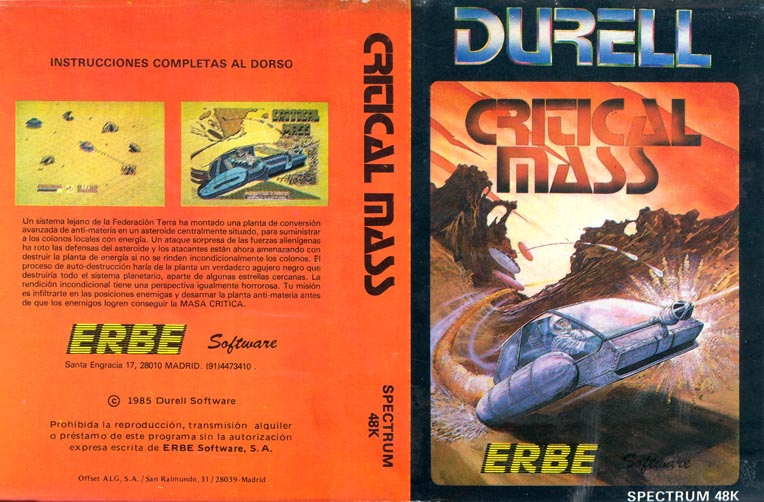 INSTRUCCIONES COMPLETAS AL DORSO
CRITICAL
MASS
Un sistema lejano de la Federación Terra ha montado una planta de conversión
avanzada de anti-materia en un asteroide centralmente situado, para suministrar
a los colonos locales con energía. Un ataque sorpresa de las fuerzas alienígenas
ha roto las defensas del asteroide y los atacantes están ahora amenazando con
destruir la planta de energía si no se rinden incondicionalmente los colonos. El
proceso de auto-destrucción haría de la planta un verdadero agujero negro que
destruiría todo el sistema planetario, aparte de algunas estrellas cercanas. La
rendición incondicional tiene una perspectiva igualmente horrorosa. Tu misión
es infiltrarte en las posiciones enemigas y desarmar la planta anti-materia antes
de que los enemigos logren conseguir la MASA CRITICA.
ERBE Software
Santa Engracia 17, 28010 MADRID. (91)4473410 .
© 1985 Durell Software
Prohibida la reproducción, transmisión alquiler
o préstamo de este programa sin la autorización
expresa escrita de ERBE Software, S.A.
Offset ALG, S.A. / San Raimundo, 31 / 28039-Madrid
CRITICAL MASS
SPECTRUM
48K
DURELL
CRITICAL
MASS
ERBE Software
SPECTRUM 48K